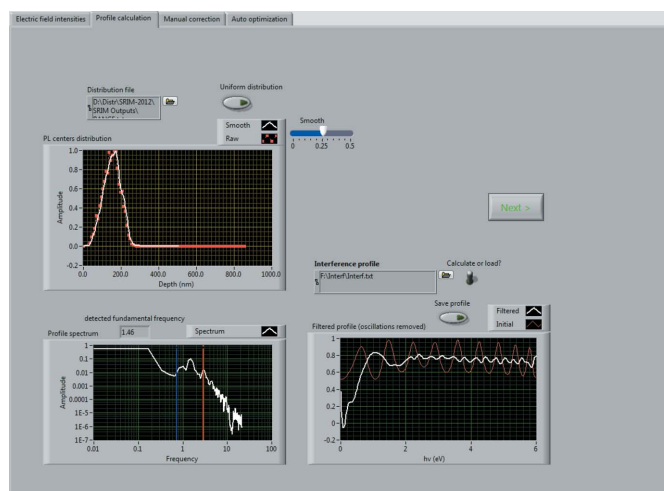 Electric field intensities Profile calculation Manual correction Auto optimization
Distribution file
Uniform distribution
D:\Distr\SRIM-2012\
SRIM Outputs\
Smooth
Raw
Smooth
0 0.25 0.5
PL centers distribution
Amplitude
1.0
0.8
0.6
0.4
0.2
0.0
-0.2
0.0 200.0 400.0 600.0 800.0 1000.0
Depth (nm)
Next >
Interference profile
Calculate or load?
F:\Interf\Interf.txt
Save profile
detected fundamental frequency
Profile spectrum 1.46 Spectrum
Amplitude
1
0.1
0.01
0.001
0.0001
1E-5
1E-6
1E-7
0.01 0.1 1 10 100
Frequency
Filtered
Initial
Filtered profile (oscillations removed)
1
0.8
0.6
0.4
0.2
0
-0.2
0 2 4 6
hv (eV)